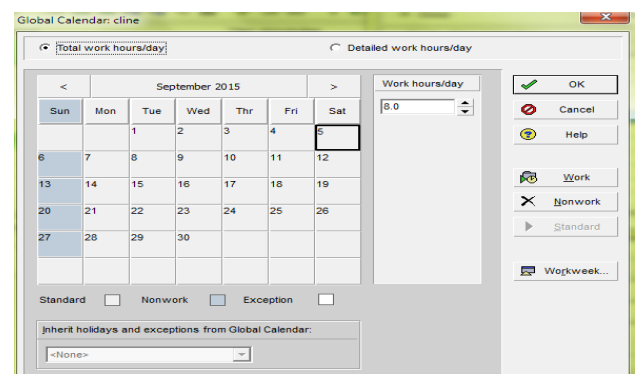 Global Calendar: cline
Total work hours/day
Detailed work hours/day
< September 2015 >
Work hours/day
Sun Mon Tue Wed Thr Fri Sat
8.0
1 2 3 4 5
6 7 8 9 10 11 12
13 14 15 16 17 18 19
20 21 22 23 24 25 26
27 28 29 30
Standard Nonwork Exception
Inherit holidays and exceptions from Global Calendar:
<None>
OK
Cancel
Help
Work
Nonwork
Standard
Workweek...